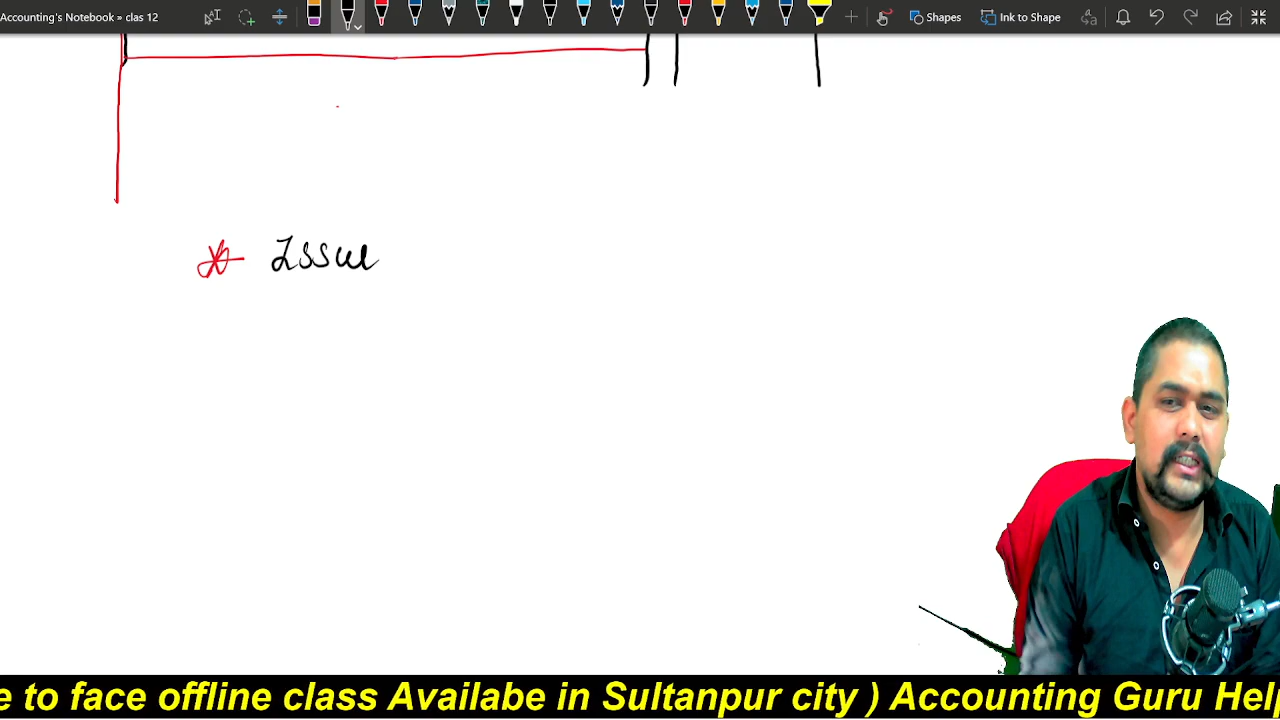 Accounting's Notebook » clas 12
Shapes
Ink to Shape
Issue
e to face offline class Availabe in Sultanpur city ) Accounting Guru Hel